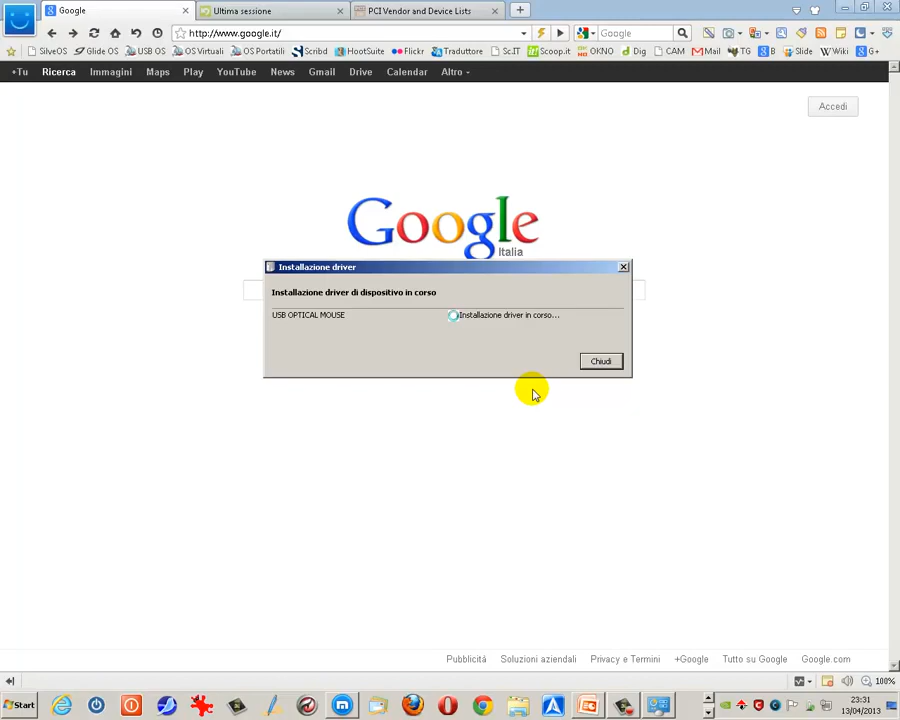 Google
Ultima sessione
PCI Vendor and Device Lists
http://www.google.it/
Google
100%
SilveOS
Glide OS
USB OS
OS Virtuali
OS Portatili
Scribd
HootSuite
Flickr
Traduttore
Sc.IT
Scoop.it
OKNO
Dig
CAM
Mail
TG
B
Slide
Wiki
G+
+Tu
Ricerca
Immagini
Maps
Play
YouTube
News
Gmail
Drive
Calendar
Altro
Accedi
Google
Italia
Installazione driver
Installazione driver di dispositivo in corso
USB OPTICAL MOUSE
Installazione driver in corso...
Chiudi
Pubblicità
Soluzioni aziendali
Privacy e Termini
+Google
Tutto su Google
Google.com
Start
23:31
13/04/2013